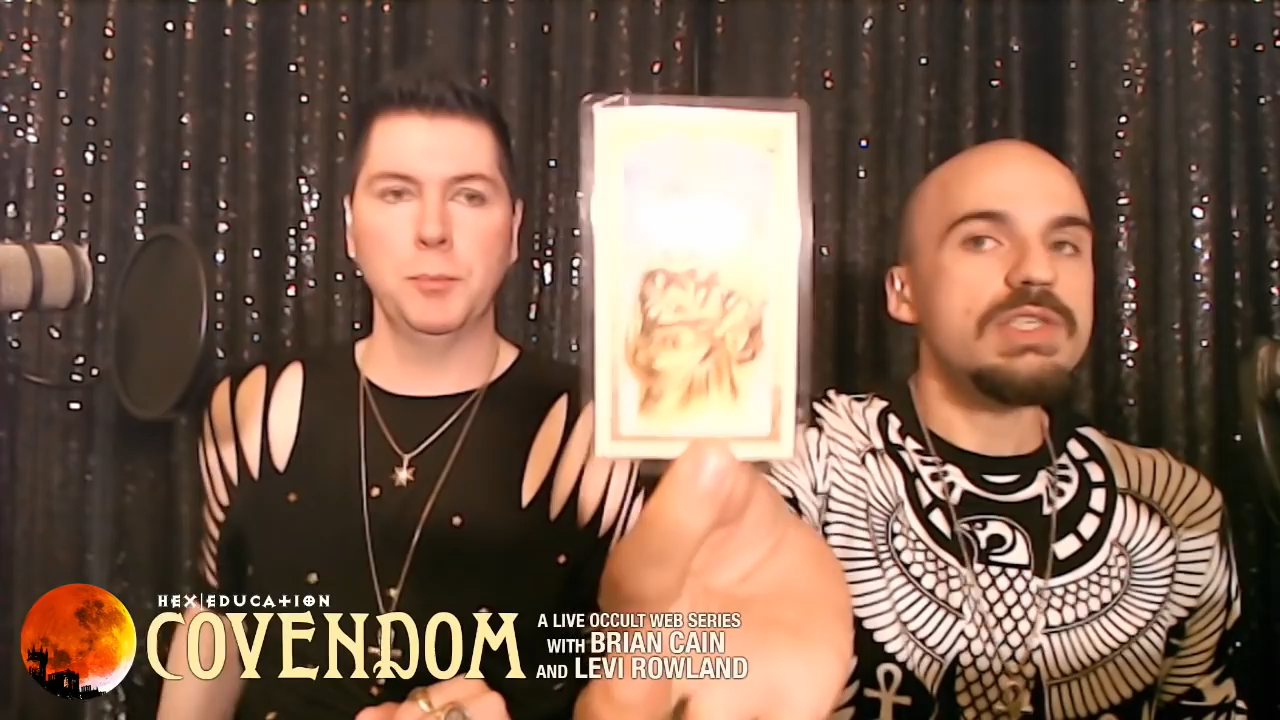 HEX|EDUCATION
COVENDOM
A LIVE OCCULT WEB SERIES
WITH BRIAN CAIN
AND LEVI ROWLAND